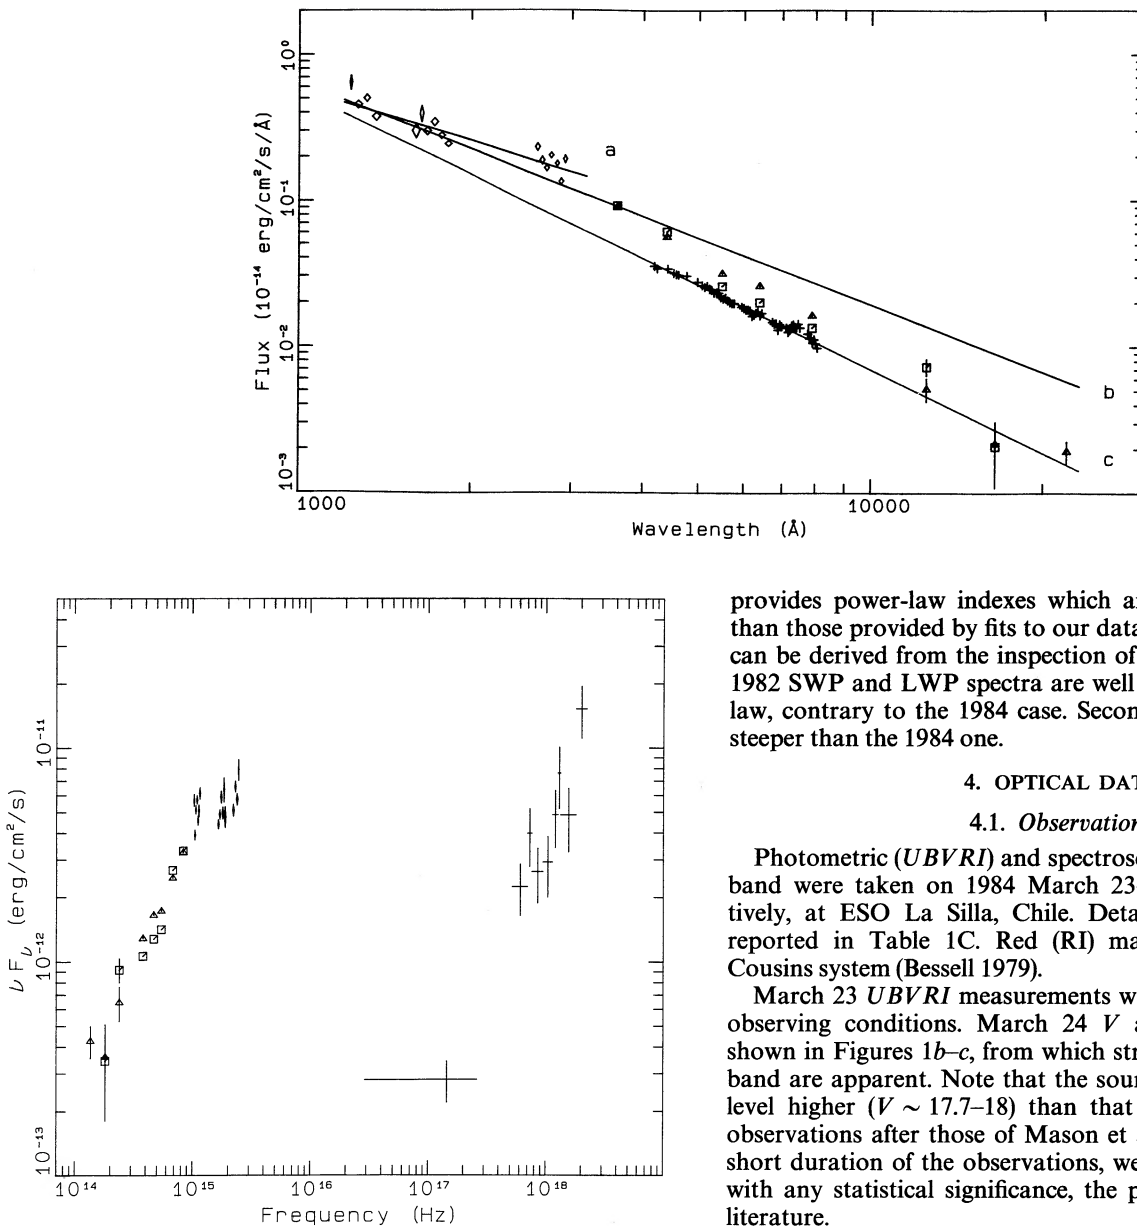 10⁰
10⁻¹
10⁻²
10⁻³
Flux (10⁻¹⁴ erg/cm²/s/Å)
a
b
c
1000
10000
Wavelength (Å)
10⁻¹¹
10⁻¹²
10⁻¹³
ν F_ν (erg/cm²/s)
10¹⁴
10¹⁵
10¹⁶
10¹⁷
10¹⁸
Frequency (Hz)
provides power-law indexes which
than those provided by fits to our data
can be derived from the inspection of
1982 SWP and LWP spectra are well
law, contrary to the 1984 case. Secon
steeper than the 1984 one.
4. OPTICAL DAT
4.1. Observation
Photometric (UBVRI) and spectros
band were taken on 1984 March 23-
tively, at ESO La Silla, Chile. Deta
reported in Table 1C. Red (RI) ma
Cousins system (Bessell 1979).
March 23 UBVRI measurements w
observing conditions. March 24 V a
shown in Figures 1b–c, from which str
band are apparent. Note that the sour
level higher (V ∼ 17.7–18) than that
observations after those of Mason et
short duration of the observations, we
with any statistical significance, the p
literature.